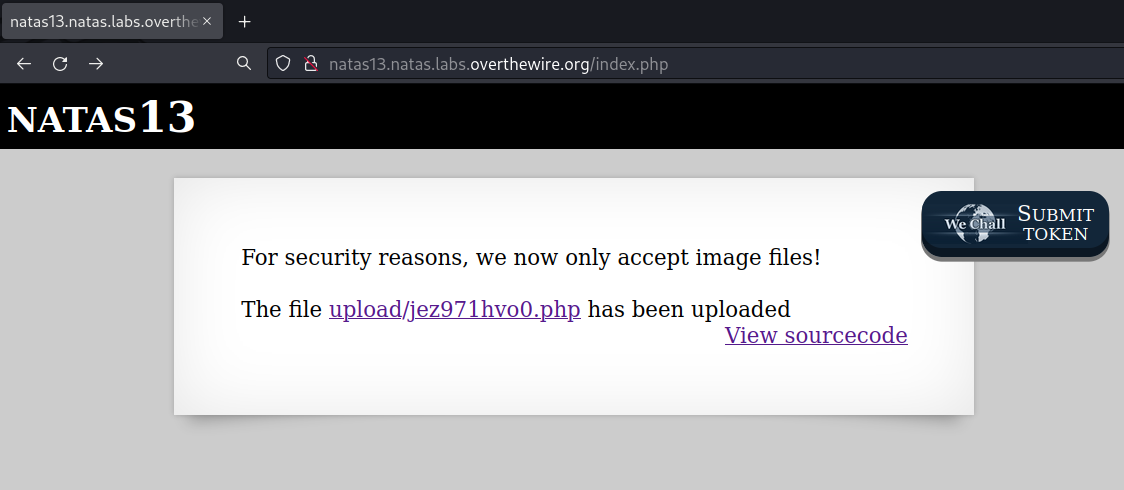 natas13.natas.labs.overthe
natas13.natas.labs.overthewire.org/index.php
NATAS13
We Chall
SUBMIT
TOKEN
For security reasons, we now only accept image files!
The file upload/jez971hvo0.php has been uploaded
View sourcecode